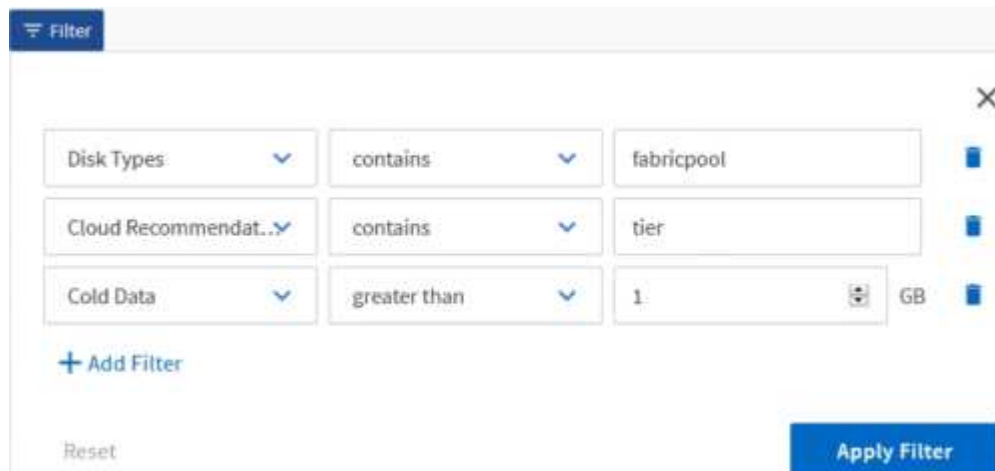 Filter
Disk Types contains fabricpool
Cloud Recommendat... contains tier
Cold Data greater than 1 GB
+ Add Filter
Reset Apply Filter